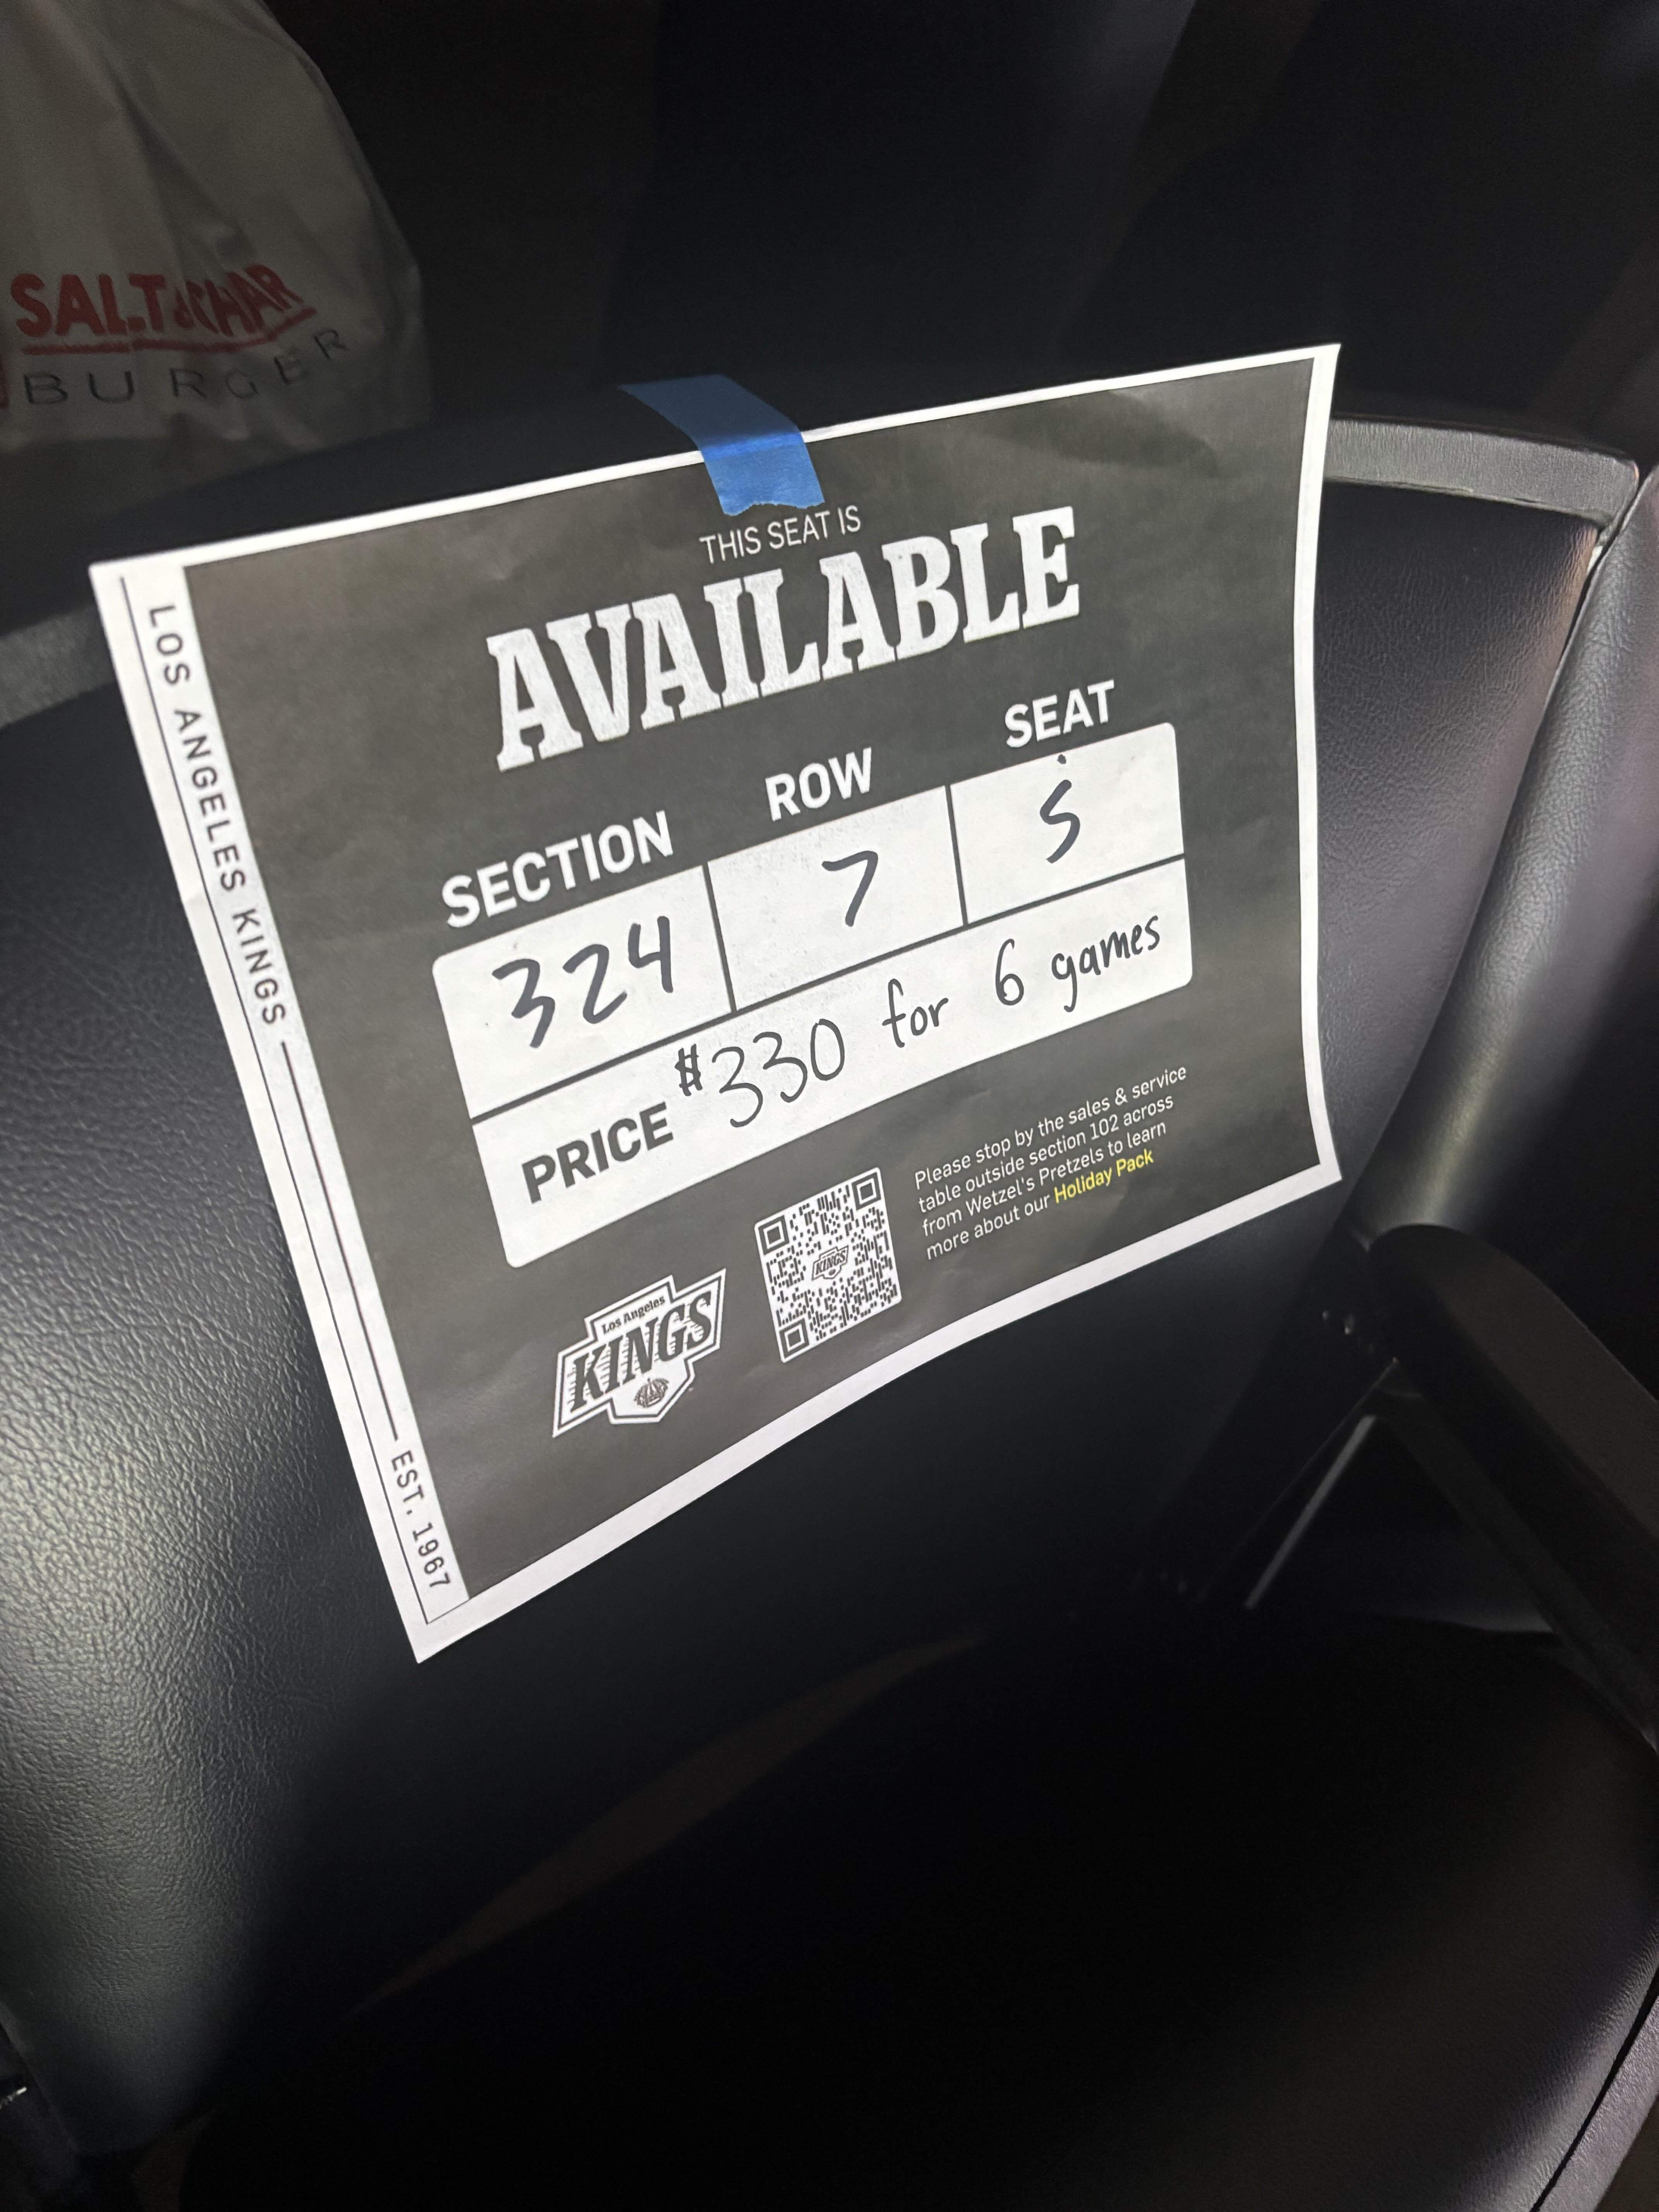 SALT & CHAR
BURGER
THIS SEAT IS
AVAILABLE
SECTION ROW SEAT
324 7 5
PRICE $330 for 6 games
Please stop by the sales & service
table outside section 102 across
from Wetzel's Pretzels to learn
more about our Holiday Pack
Los Angeles
KINGS
KINGS
LOS ANGELES KINGS
EST. 1967